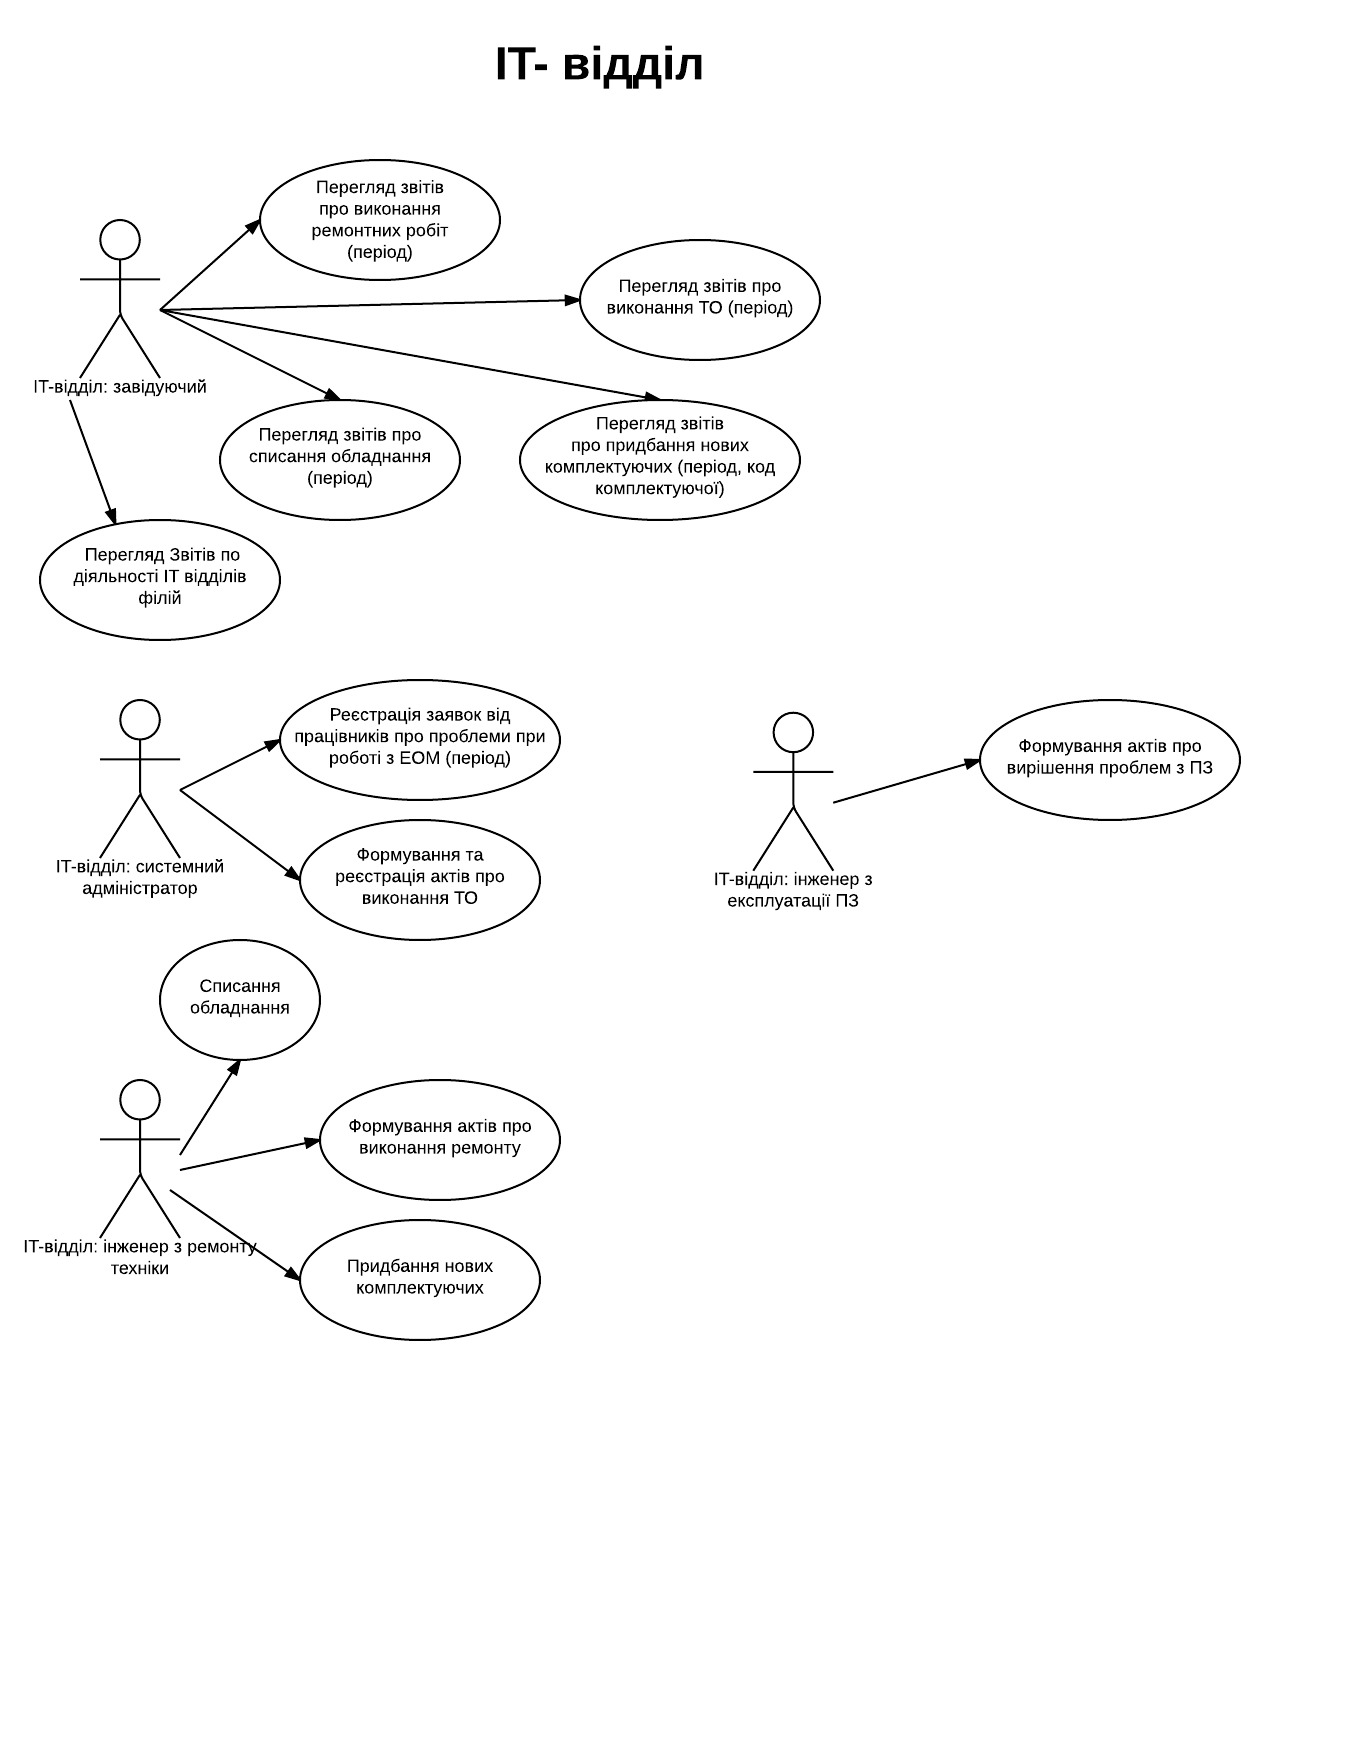 ІТ- відділ
Перегляд звітів
про виконання
ремонтних робіт
(період)
Перегляд звітів про
виконання ТО (період)
ІТ-відділ: завідуючий
Перегляд звітів про
списання обладнання
(період)
Перегляд звітів
про придбання нових
комплектуючих (період, код
комплектуючої)
Перегляд Звітів по
діяльності ІТ відділів
філій
Реєстрація заявок від
працівників про проблеми при
роботі з ЕОМ (період)
Формування та
реєстрація актів про
виконання ТО
ІТ-відділ: системний
адміністратор
Формування актів про
вирішення проблем з ПЗ
ІТ-відділ: інженер з
експлуатації ПЗ
Списання
обладнання
Формування актів про
виконання ремонту
ІТ-відділ: інженер з ремонту
техніки
Придбання нових
комплектуючих